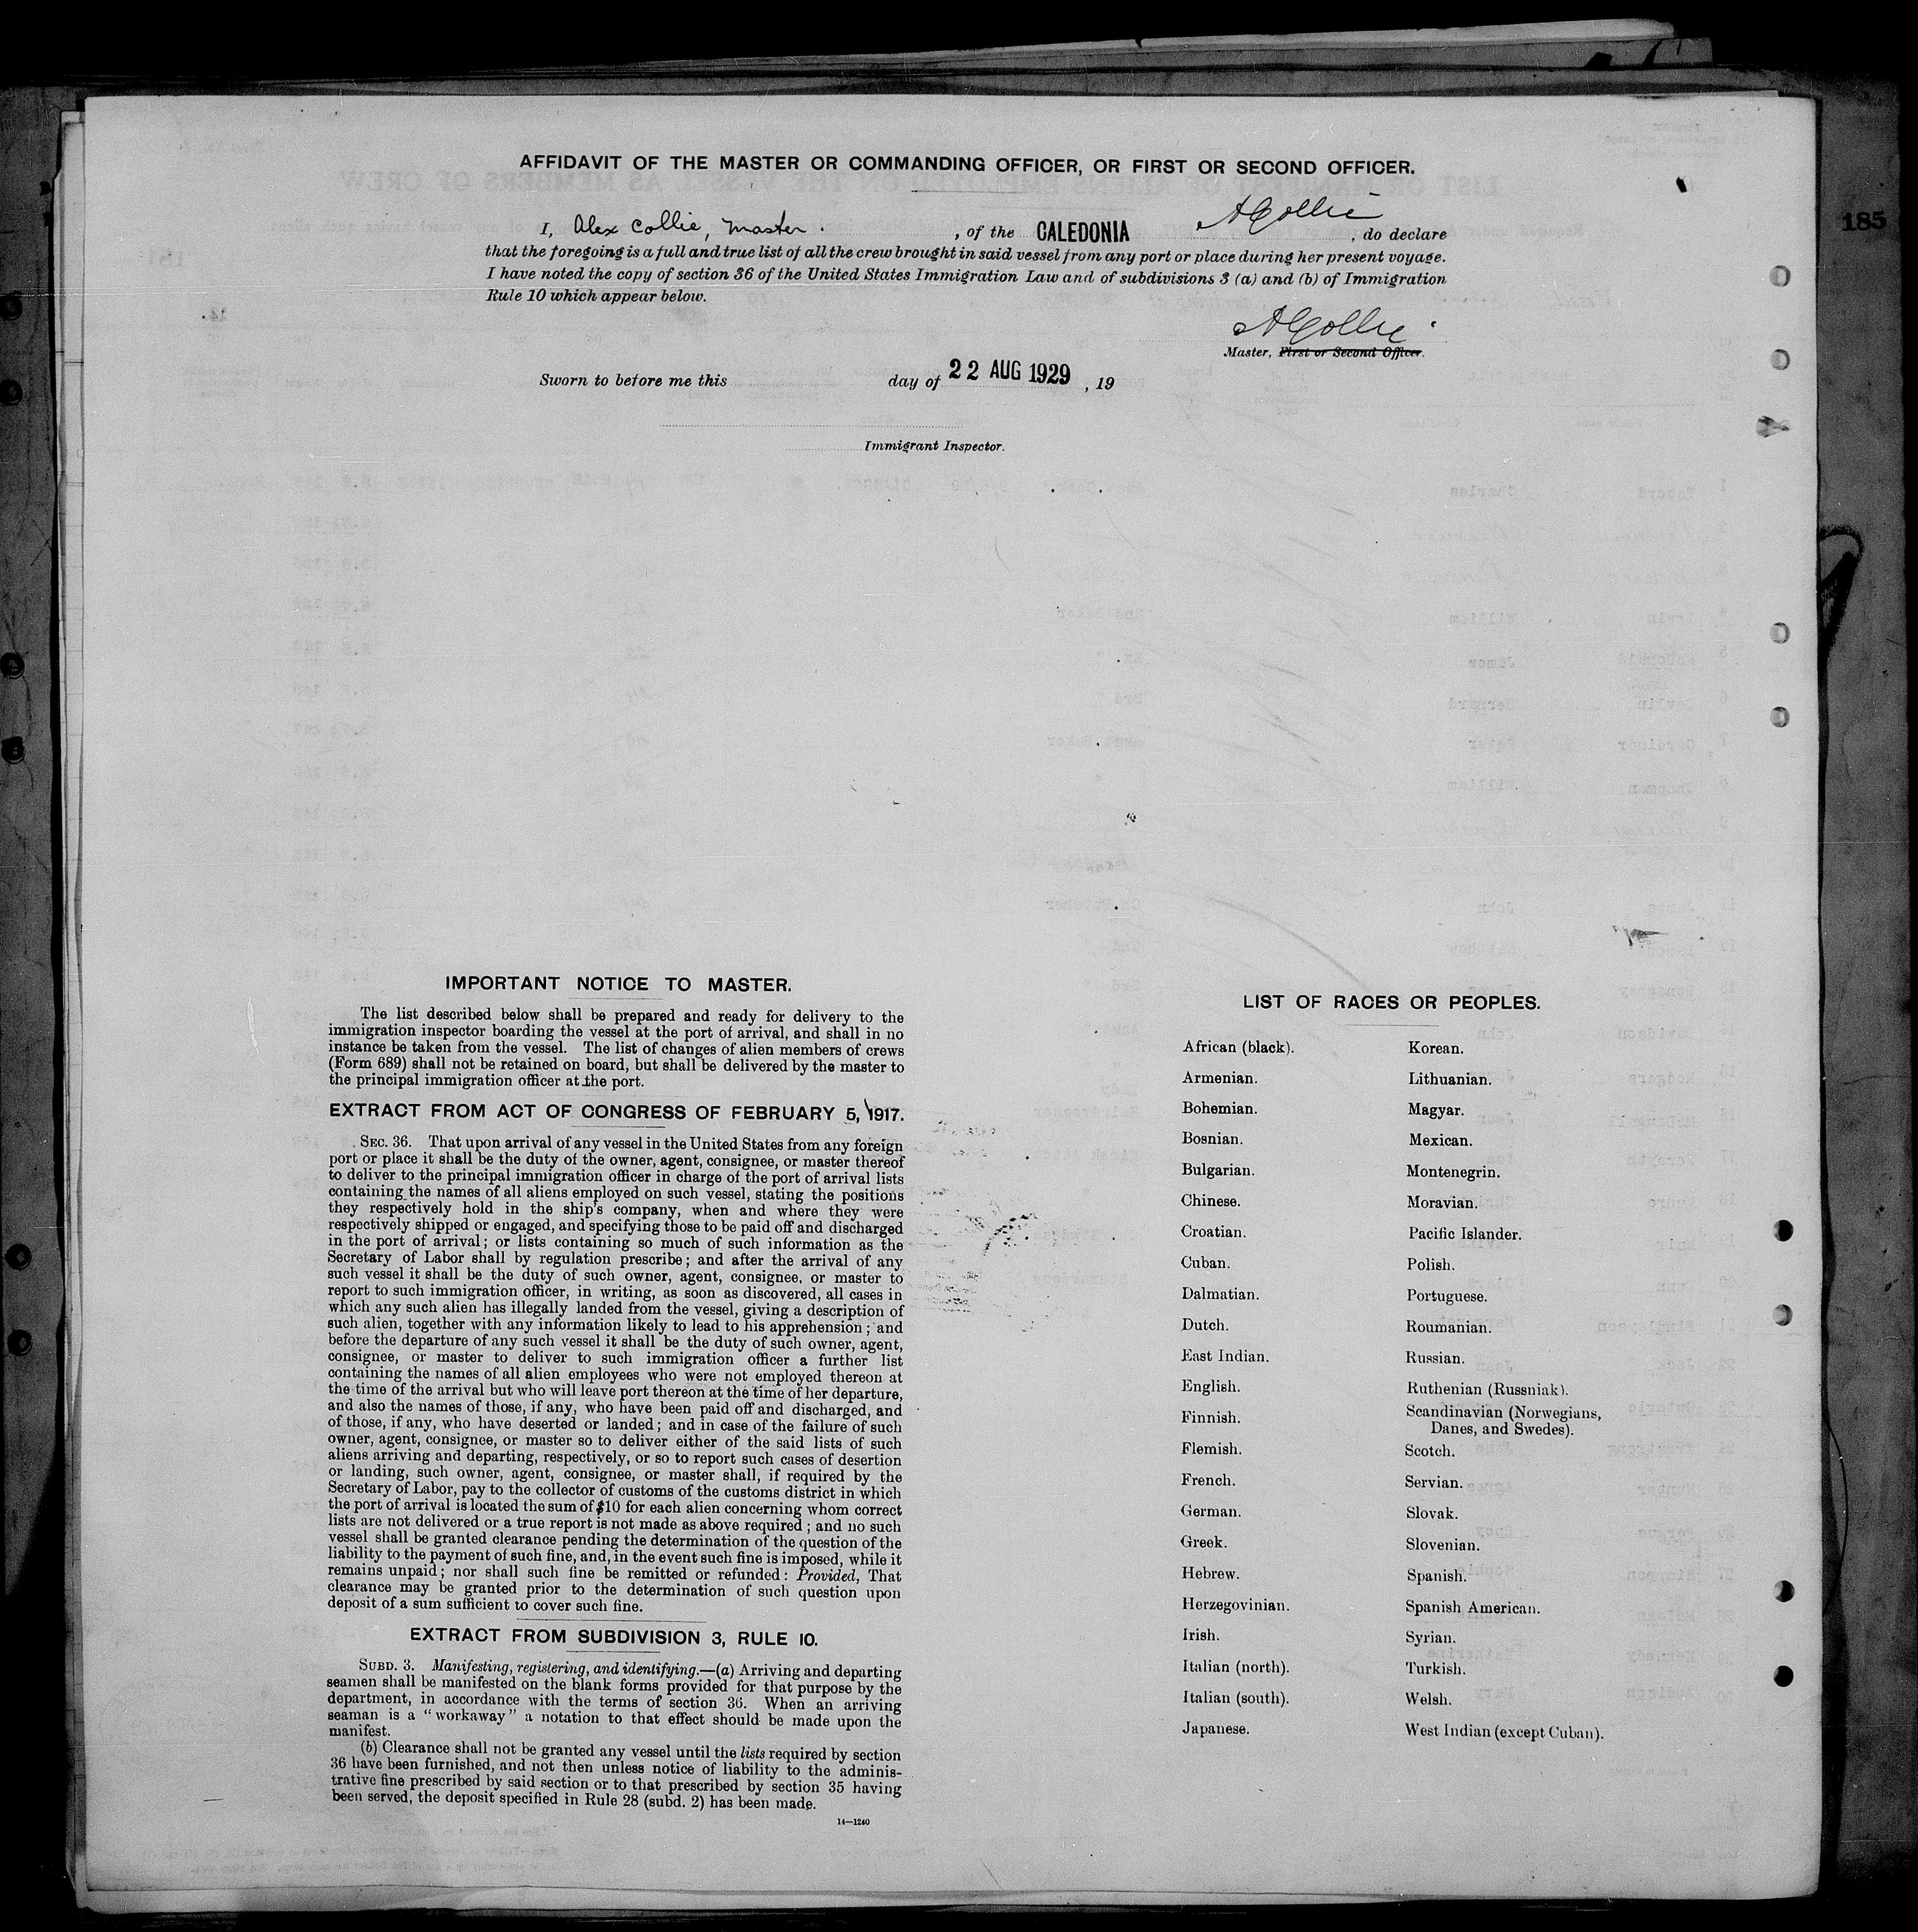 AFFIDAVIT OF THE MASTER OR COMMANDING OFFICER, OR FIRST OR SECOND OFFICER.
I, Alex Collie, Master. , of the CALEDONIA ACollie , do declare
that the foregoing is a full and true list of all the crew brought in said vessel from any port or place during her present voyage.
I have noted the copy of section 36 of the United States Immigration Law and of subdivisions 3 (a) and (b) of Immigration
Rule 10 which appear below.
ACollie
Master, First or Second Officer.
Sworn to before me this day of 22 AUG 1929 , 19
Immigrant Inspector.
185
IMPORTANT NOTICE TO MASTER.
The list described below shall be prepared and ready for delivery to the
immigration inspector boarding the vessel at the port of arrival, and shall in no
instance be taken from the vessel. The list of changes of alien members of crews
(Form 689) shall not be retained on board, but shall be delivered by the master to
the principal immigration officer at the port.
EXTRACT FROM ACT OF CONGRESS OF FEBRUARY 5, 1917.
SEC. 36. That upon arrival of any vessel in the United States from any foreign
port or place it shall be the duty of the owner, agent, consignee, or master thereof
to deliver to the principal immigration officer in charge of the port of arrival lists
containing the names of all aliens employed on such vessel, stating the positions
they respectively hold in the ship's company, when and where they were
respectively shipped or engaged, and specifying those to be paid off and discharged
in the port of arrival; or lists containing so much of such information as the
Secretary of Labor shall by regulation prescribe; and after the arrival of any
such vessel it shall be the duty of such owner, agent, consignee, or master to
report to such immigration officer, in writing, as soon as discovered, all cases in
which any such alien has illegally landed from the vessel, giving a description of
such alien, together with any information likely to lead to his apprehension; and
before the departure of any such vessel it shall be the duty of such owner, agent,
consignee, or master to deliver to such immigration officer a further list
containing the names of all alien employees who were not employed thereon at
the time of the arrival but who will leave port thereon at the time of her departure,
and also the names of those, if any, who have been paid off and discharged, and
of those, if any, who have deserted or landed; and in case of the failure of such
owner, agent, consignee, or master so to deliver either of the said lists of such
aliens arriving and departing, respectively, or so to report such cases of desertion
or landing, such owner, agent, consignee, or master shall, if required by the
Secretary of Labor, pay to the collector of customs of the customs district in which
the port of arrival is located the sum of $10 for each alien concerning whom correct
lists are not delivered or a true report is not made as above required; and no such
vessel shall be granted clearance pending the determination of the question of the
liability to the payment of such fine, and, in the event such fine is imposed, while it
remains unpaid; nor shall such fine be remitted or refunded: Provided, That
clearance may be granted prior to the determination of such question upon
deposit of a sum sufficient to cover such fine.
EXTRACT FROM SUBDIVISION 3, RULE 10.
SUBD. 3. Manifesting, registering, and identifying.—(a) Arriving and departing
seamen shall be manifested on the blank forms provided for that purpose by the
department, in accordance with the terms of section 36. When an arriving
seaman is a "workaway" a notation to that effect should be made upon the
manifest.
(b) Clearance shall not be granted any vessel until the lists required by section
36 have been furnished, and not then unless notice of liability to the adminis-
trative fine prescribed by said section or to that prescribed by section 35 having
been served, the deposit specified in Rule 28 (subd. 2) has been made.
14—1240
LIST OF RACES OR PEOPLES.
African (black).
Armenian.
Bohemian.
Bosnian.
Bulgarian.
Chinese.
Croatian.
Cuban.
Dalmatian.
Dutch.
East Indian.
English.
Finnish.
Flemish.
French.
German.
Greek.
Hebrew.
Herzegovinian.
Irish.
Italian (north).
Italian (south).
Japanese.
Korean.
Lithuanian.
Magyar.
Mexican.
Montenegrin.
Moravian.
Pacific Islander.
Polish.
Portuguese.
Roumanian.
Russian.
Ruthenian (Russniak).
Scandinavian (Norwegians,
Danes, and Swedes).
Scotch.
Servian.
Slovak.
Slovenian.
Spanish.
Spanish American.
Syrian.
Turkish.
Welsh.
West Indian (except Cuban).